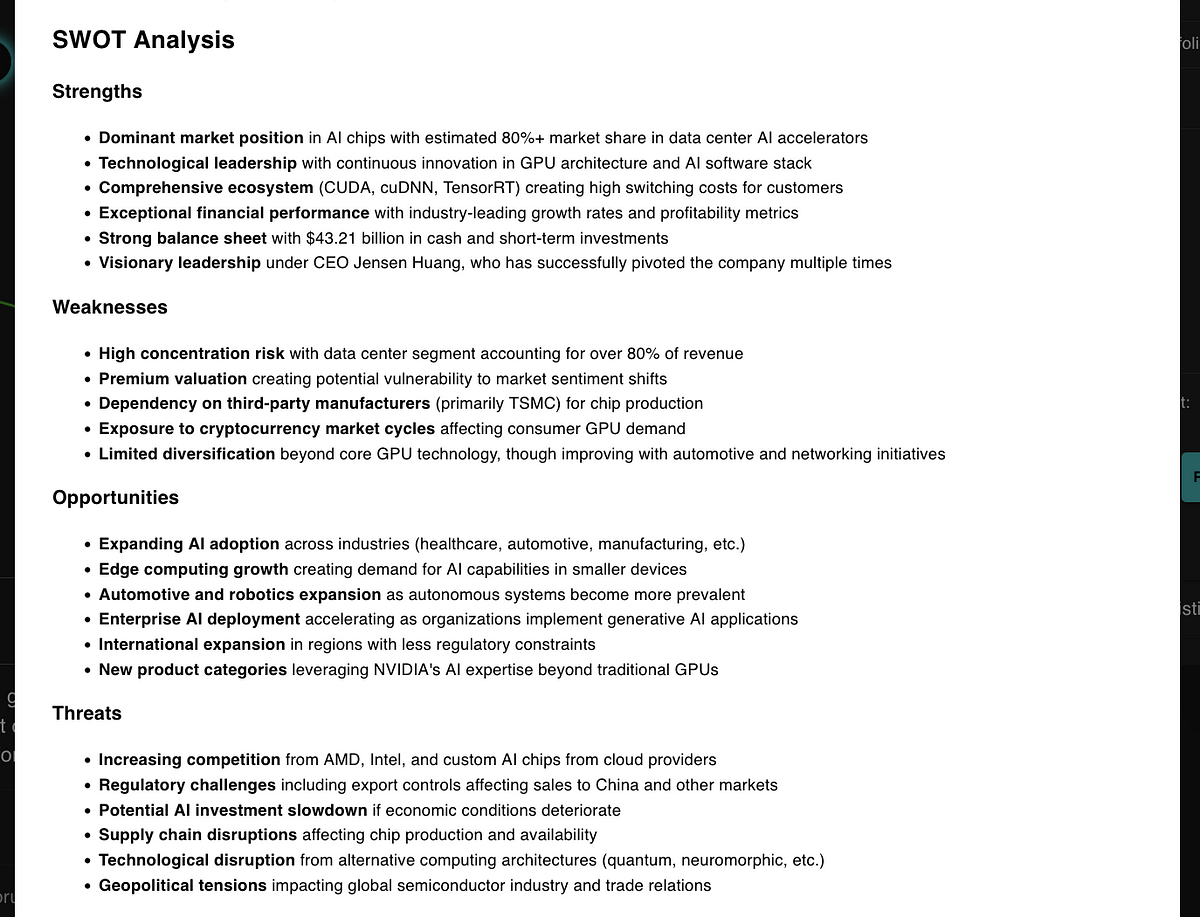 SWOT Analysis
Strengths
• Dominant market position in AI chips with estimated 80%+ market share in data center AI accelerators
• Technological leadership with continuous innovation in GPU architecture and AI software stack
• Comprehensive ecosystem (CUDA, cuDNN, TensorRT) creating high switching costs for customers
• Exceptional financial performance with industry-leading growth rates and profitability metrics
• Strong balance sheet with $43.21 billion in cash and short-term investments
• Visionary leadership under CEO Jensen Huang, who has successfully pivoted the company multiple times
Weaknesses
• High concentration risk with data center segment accounting for over 80% of revenue
• Premium valuation creating potential vulnerability to market sentiment shifts
• Dependency on third-party manufacturers (primarily TSMC) for chip production
• Exposure to cryptocurrency market cycles affecting consumer GPU demand
• Limited diversification beyond core GPU technology, though improving with automotive and networking initiatives
Opportunities
• Expanding AI adoption across industries (healthcare, automotive, manufacturing, etc.)
• Edge computing growth creating demand for AI capabilities in smaller devices
• Automotive and robotics expansion as autonomous systems become more prevalent
• Enterprise AI deployment accelerating as organizations implement generative AI applications
• International expansion in regions with less regulatory constraints
• New product categories leveraging NVIDIA's AI expertise beyond traditional GPUs
Threats
• Increasing competition from AMD, Intel, and custom AI chips from cloud providers
• Regulatory challenges including export controls affecting sales to China and other markets
• Potential AI investment slowdown if economic conditions deteriorate
• Supply chain disruptions affecting chip production and availability
• Technological disruption from alternative computing architectures (quantum, neuromorphic, etc.)
• Geopolitical tensions impacting global semiconductor industry and trade relations